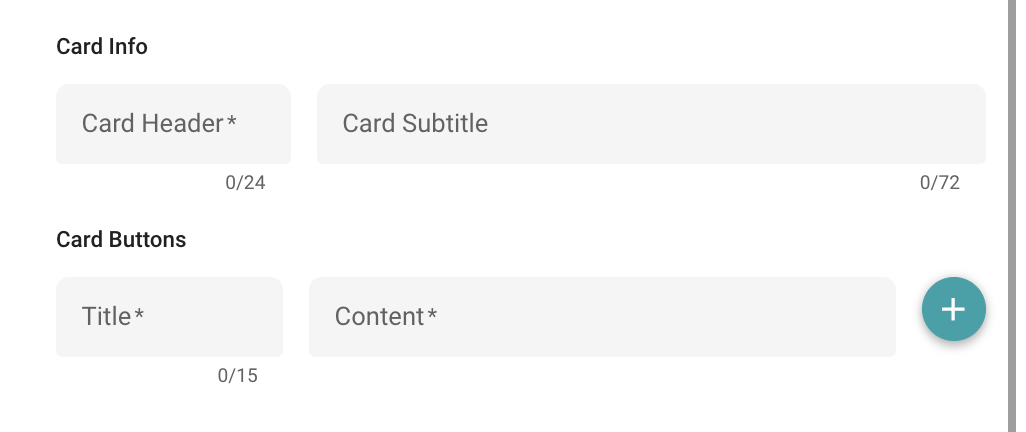 Card Info
Card Header*
Card Subtitle
0/24
0/72
Card Buttons
Title*
Content*
+
0/15